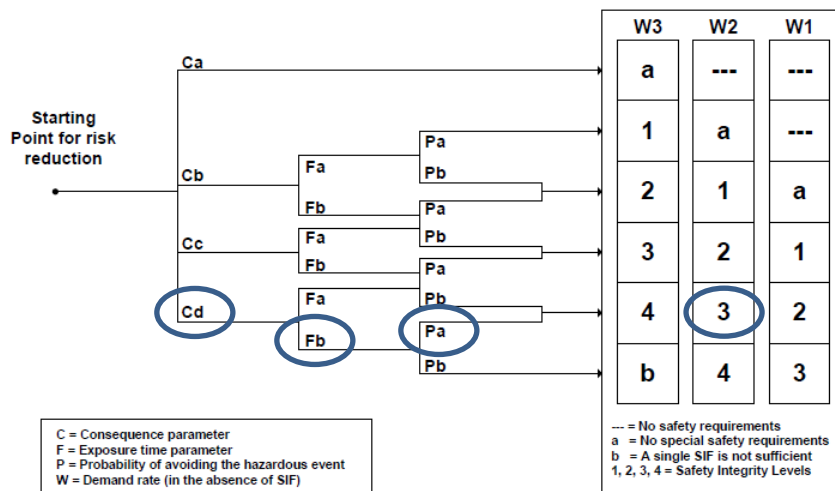 W3 W2 W1
Ca
a --- ---
Starting
Point for risk
reduction
Pa
1 a ---
Cb
Fa
Pb
2 1 a
Fb
Pa
Cc
Fa
Pb
3 2 1
Fb
Pa
Cd
Fa
Pb
4 3 2
Fb
Pa
Pb
b 4 3
C = Consequence parameter
F = Exposure time parameter
P = Probability of avoiding the hazardous event
W = Demand rate (in the absence of SIF)
--- = No safety requirements
a = No special safety requirements
b = A single SIF is not sufficient
1, 2, 3, 4 = Safety Integrity Levels